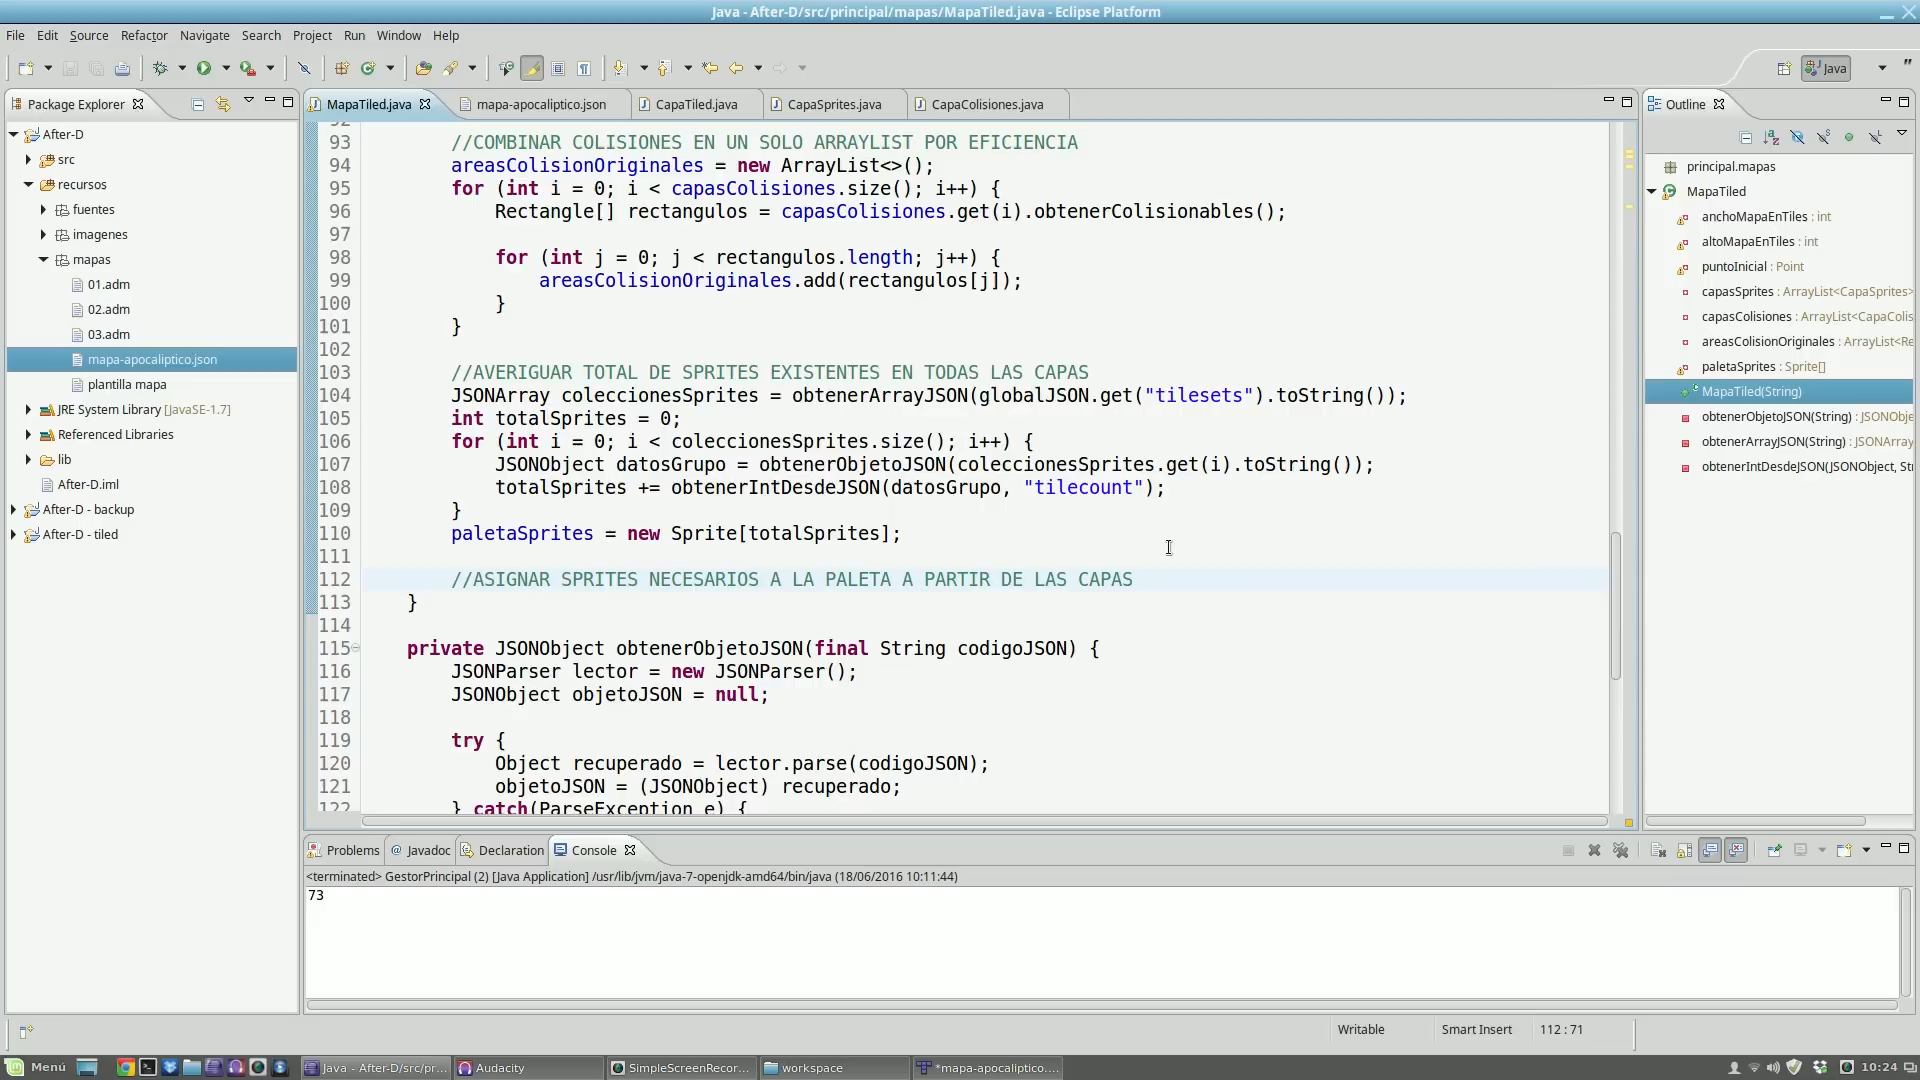 Java - After-D/src/principal/mapas/MapaTiled.java - Eclipse Platform
File Edit Source Refactor Navigate Search Project Run Window Help
Java
Package Explorer
After-D
src
recursos
fuentes
imagenes
mapas
01.adm
02.adm
03.adm
mapa-apocaliptico.json
plantilla mapa
JRE System Library [JavaSE-1.7]
Referenced Libraries
lib
After-D.iml
After-D - backup
After-D - tiled
MapaTiled.java mapa-apocaliptico.json CapaTiled.java CapaSprites.java CapaColisiones.java
92
93 //COMBINAR COLISIONES EN UN SOLO ARRAYLIST POR EFICIENCIA
94 areasColisionOriginales = new ArrayList<>();
95 for (int i = 0; i < capasColisiones.size(); i++) {
96 Rectangle[] rectangulos = capasColisiones.get(i).obtenerColisionables();
97
98 for (int j = 0; j < rectangulos.length; j++) {
99 areasColisionOriginales.add(rectangulos[j]);
100 }
101 }
102
103 //AVERIGUAR TOTAL DE SPRITES EXISTENTES EN TODAS LAS CAPAS
104 JSONArray coleccionesSprites = obtenerArrayJSON(globalJSON.get("tilesets").toString());
105 int totalSprites = 0;
106 for (int i = 0; i < coleccionesSprites.size(); i++) {
107 JSONObject datosGrupo = obtenerObjetoJSON(coleccionesSprites.get(i).toString());
108 totalSprites += obtenerIntDesdeJSON(datosGrupo, "tilecount");
109 }
110 paletaSprites = new Sprite[totalSprites];
111
112 //ASIGNAR SPRITES NECESARIOS A LA PALETA A PARTIR DE LAS CAPAS
113 }
114
115 private JSONObject obtenerObjetoJSON(final String codigoJSON) {
116 JSONParser lector = new JSONParser();
117 JSONObject objetoJSON = null;
118
119 try {
120 Object recuperado = lector.parse(codigoJSON);
121 objetoJSON = (JSONObject) recuperado;
122 } catch(ParseException e) {
Outline
principal.mapas
MapaTiled
anchoMapaEnTiles : int
altoMapaEnTiles : int
puntoInicial : Point
capasSprites : ArrayList<CapaSprites>
capasColisiones : ArrayList<CapaColis
areasColisionOriginales : ArrayList<Re
paletaSprites : Sprite[]
MapaTiled(String)
obtenerObjetoJSON(String) : JSONObje
obtenerArrayJSON(String) : JSONArray
obtenerIntDesdeJSON(JSONObject, Str
Problems @ Javadoc Declaration Console
<terminated> GestorPrincipal (2) [Java Application] /usr/lib/jvm/java-7-openjdk-amd64/bin/java (18/06/2016 10:11:44)
73
Writable Smart Insert 112 : 71
Menú Java - After-D/src/pr... Audacity SimpleScreenRecor... workspace *mapa-apocaliptico.... 10:24